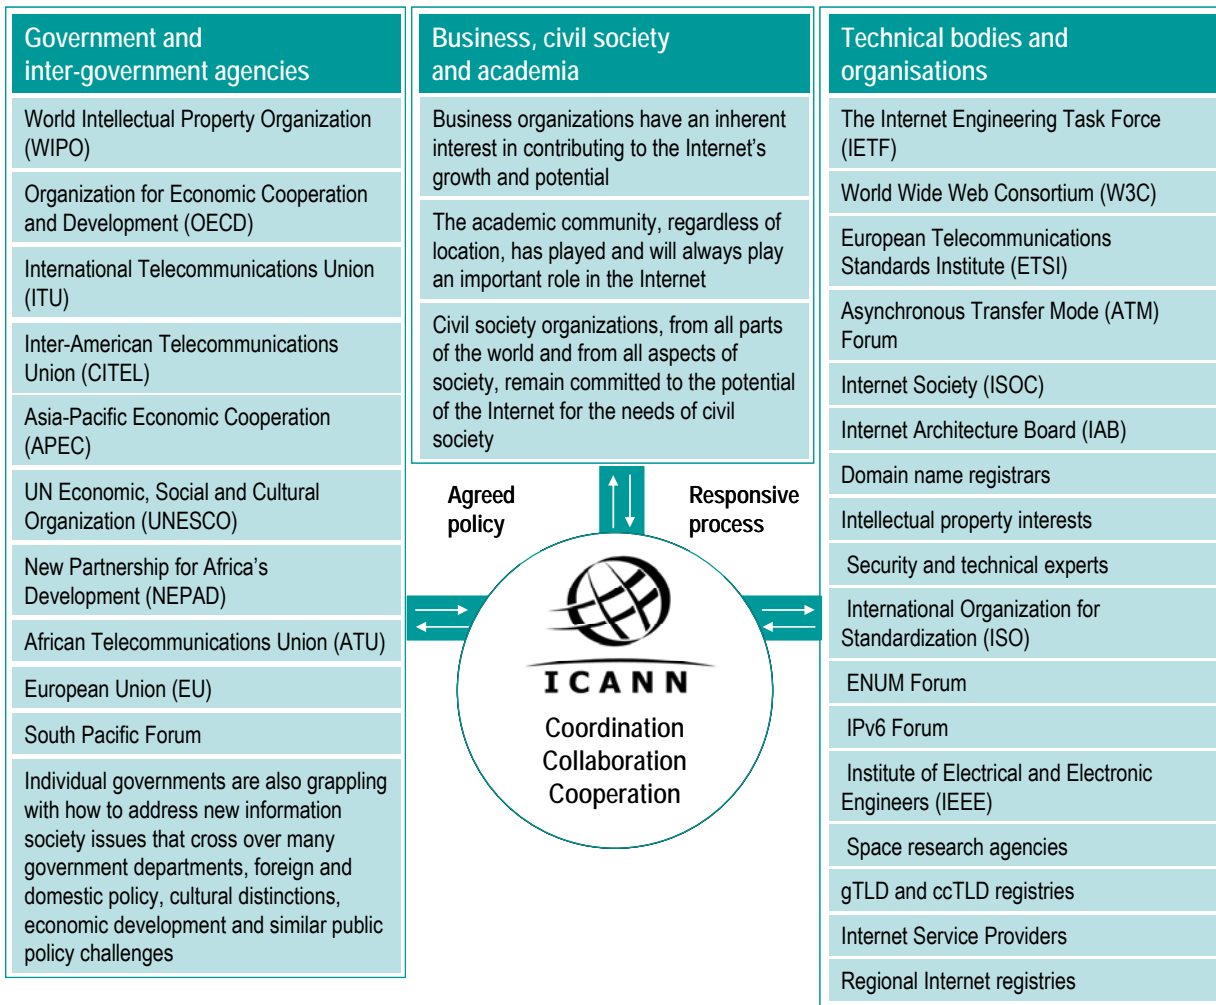 Government and
inter-government agencies
World Intellectual Property Organization
(WIPO)
Organization for Economic Cooperation
and Development (OECD)
International Telecommunications Union
(ITU)
Inter-American Telecommunications
Union (CITEL)
Asia-Pacific Economic Cooperation
(APEC)
UN Economic, Social and Cultural
Organization (UNESCO)
New Partnership for Africa's
Development (NEPAD)
African Telecommunications Union (ATU)
European Union (EU)
South Pacific Forum
Individual governments are also grappling
with how to address new information
society issues that cross over many
government departments, foreign and
domestic policy, cultural distinctions,
economic development and similar public
policy challenges
Business, civil society
and academia
Business organizations have an inherent
interest in contributing to the Internet's
growth and potential
The academic community, regardless of
location, has played and will always play
an important role in the Internet
Civil society organizations, from all parts
of the world and from all aspects of
society, remain committed to the potential
of the Internet for the needs of civil
society
Agreed
policy
Responsive
process
ICANN
Coordination
Collaboration
Cooperation
Technical bodies and
organisations
The Internet Engineering Task Force
(IETF)
World Wide Web Consortium (W3C)
European Telecommunications
Standards Institute (ETSI)
Asynchronous Transfer Mode (ATM)
Forum
Internet Society (ISOC)
Internet Architecture Board (IAB)
Domain name registrars
Intellectual property interests
Security and technical experts
International Organization for
Standardization (ISO)
ENUM Forum
IPv6 Forum
Institute of Electrical and Electronic
Engineers (IEEE)
Space research agencies
gTLD and ccTLD registries
Internet Service Providers
Regional Internet registries